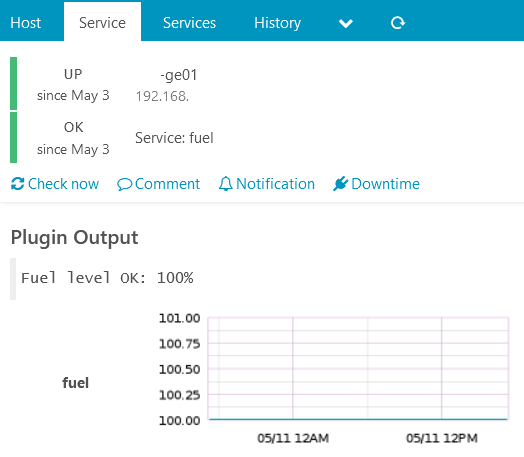 Host Service Services History
UP
since May 3
-ge01
192.168.
OK
since May 3
Service: fuel
Check now Comment Notification Downtime
Plugin Output
Fuel level OK: 100%
101.00
100.75
100.50
100.25
100.00
fuel
05/11 12AM 05/11 12PM